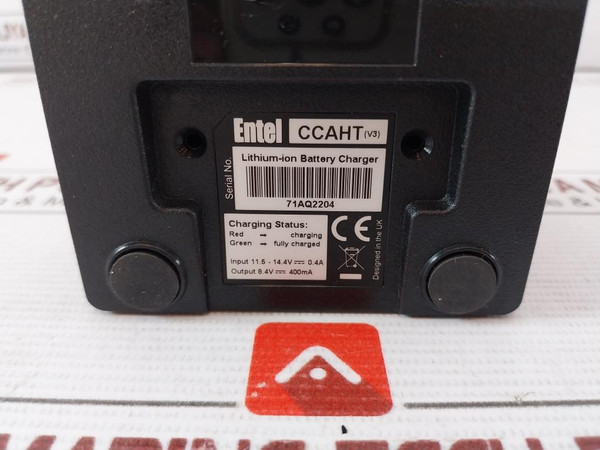 Entel CCAHT (V3)
Lithium-ion Battery Charger
Serial No.
71AQ2204
Charging Status:
Red → charging
Green → fully charged
Input 11.5 - 14.4V ⎓ 0.4A
Output 8.4V ⎓ 400mA
CE
Designed in the UK